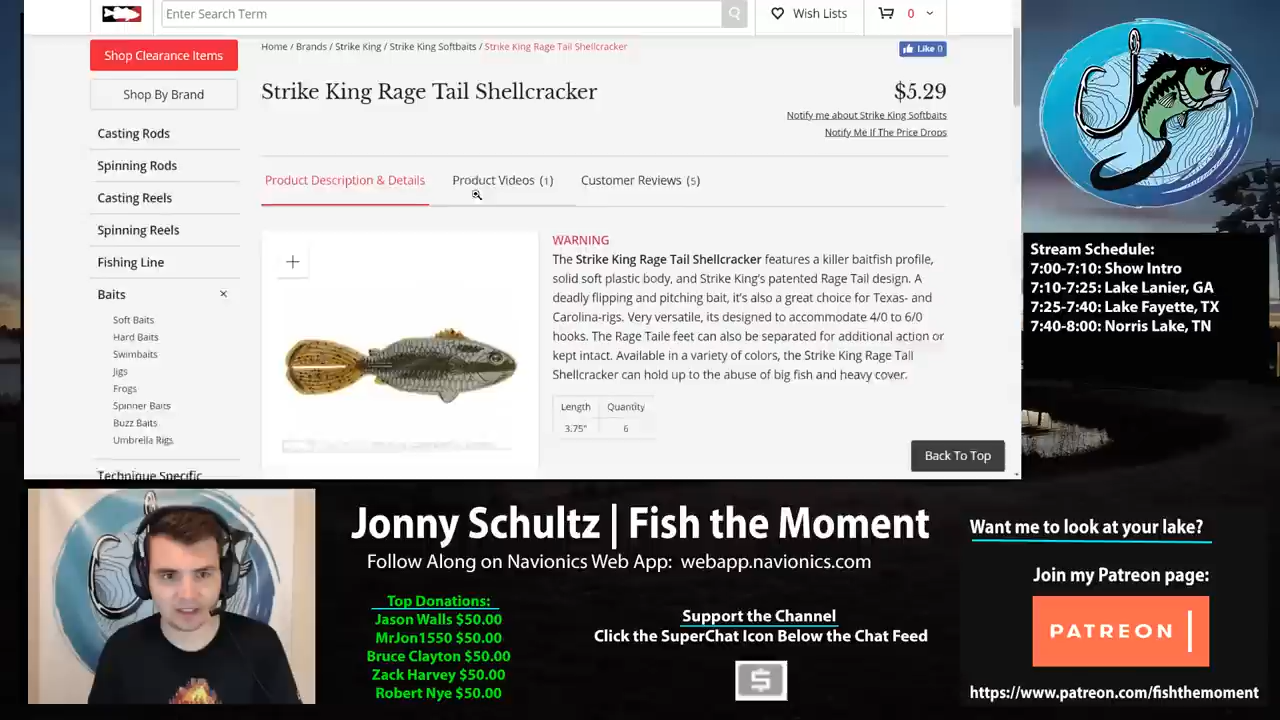 Enter Search Term
Wish Lists
0
Shop Clearance Items
Shop By Brand
Casting Rods
Spinning Rods
Casting Reels
Spinning Reels
Fishing Line
Baits
Soft Baits
Hard Baits
Swimbaits
Jigs
Frogs
Spinner Baits
Buzz Baits
Umbrella Rigs
Technique Specific
Home / Brands / Strike King / Strike King Softbaits / Strike King Rage Tail Shellcracker
Like 0
Strike King Rage Tail Shellcracker
$5.29
Notify me about Strike King Softbaits
Notify Me If The Price Drops
Product Description & Details
Product Videos (1)
Customer Reviews (5)
WARNING
The Strike King Rage Tail Shellcracker features a killer baitfish profile,
solid soft plastic body, and Strike King's patented Rage Tail design. A
deadly flipping and pitching bait, it's also a great choice for Texas- and
Carolina-rigs. Very versatile, its designed to accommodate 4/0 to 6/0
hooks. The Rage Taile feet can also be separated for additional action or
kept intact. Available in a variety of colors, the Strike King Rage Tail
Shellcracker can hold up to the abuse of big fish and heavy cover.
Length Quantity
3.75" 6
Back To Top
Stream Schedule:
7:00-7:10: Show Intro
7:10-7:25: Lake Lanier, GA
7:25-7:40: Lake Fayette, TX
7:40-8:00: Norris Lake, TN
Jonny Schultz | Fish the Moment
Follow Along on Navionics Web App: webapp.navionics.com
Top Donations:
Jason Walls $50.00
MrJon1550 $50.00
Bruce Clayton $50.00
Zack Harvey $50.00
Robert Nye $50.00
Support the Channel
Click the SuperChat Icon Below the Chat Feed
$
Want me to look at your lake?
Join my Patreon page:
PATREON
https://www.patreon.com/fishthemoment